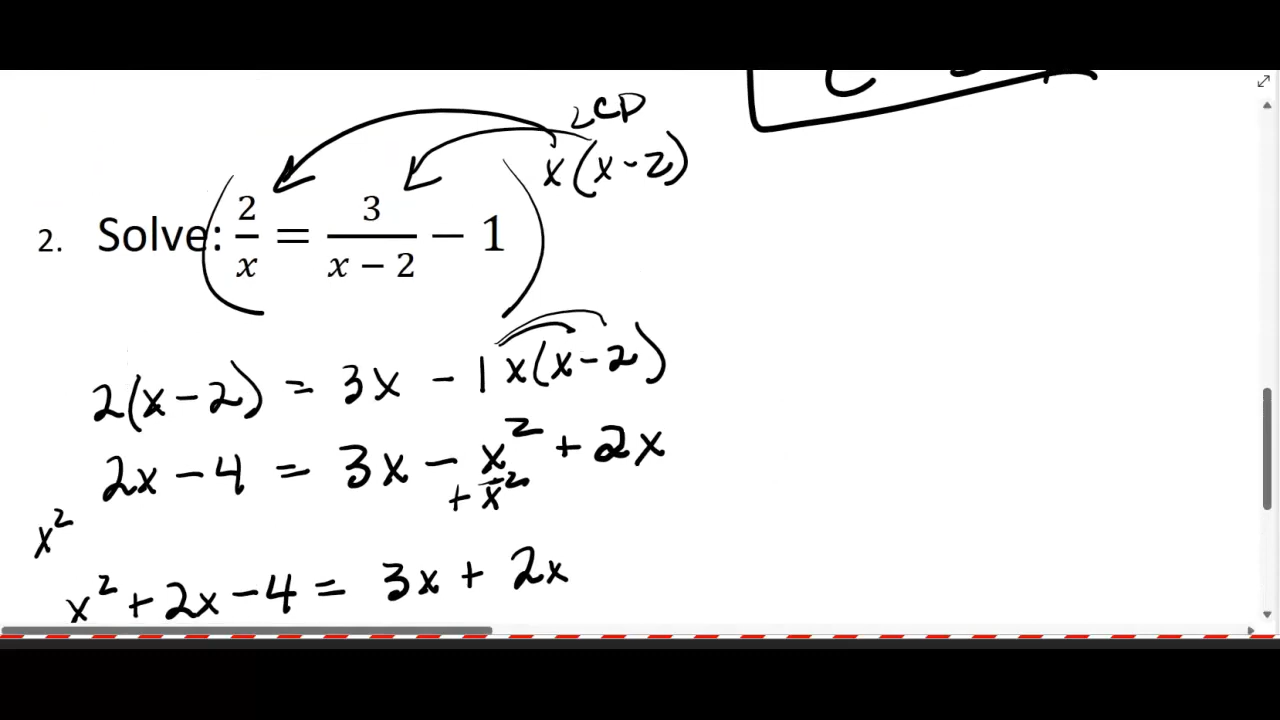 LCD
x(x-2)
2. Solve: 2/x = 3/(x − 2) − 1
2(x-2) = 3x - 1x(x-2)
2x - 4 = 3x - x² + 2x
+ x²
x²
x² + 2x - 4 = 3x + 2x